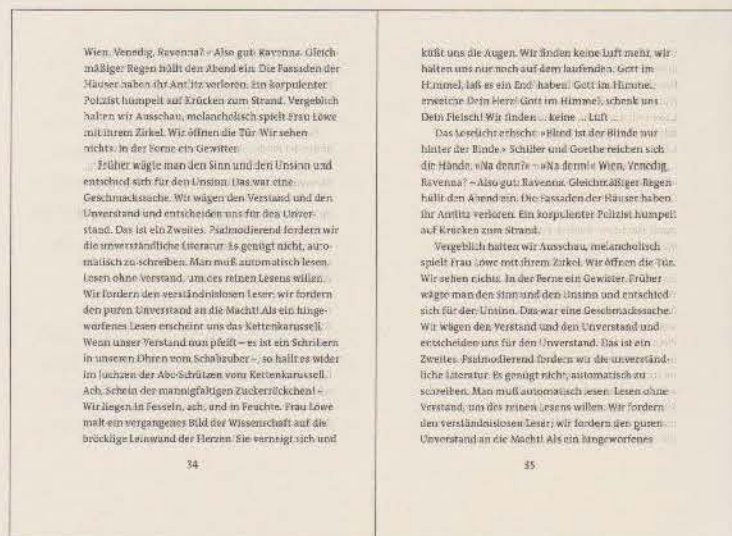 Wien, Venedig, Ravenna? – Also gut: Ravenna. Gleich-
mäßiger Regen hüllt den Abend ein. Die Fassaden der
Häuser haben ihr Antlitz verloren. Ein korpulenter
Polizist humpelt auf Krücken zum Strand. Vergeblich
halten wir Ausschau, melancholisch spielt Frau Löwe
mit ihrem Zirkel. Wir öffnen die Tür. Wir sehen
nichts. In der Ferne ein Gewitter.
Früher wägte man den Sinn und den Unsinn und
entschied sich für den Unsinn. Das war eine
Geschmackssache. Wir wägen den Verstand und den
Unverstand und entscheiden uns für den Unver-
stand. Das ist ein Zweites. Psalmodierend fordern wir
die unverständliche Literatur. Es genügt nicht, auto-
matisch zu schreiben. Man muß automatisch lesen.
Lesen ohne Verstand, um des reinen Lesens willen.
Wir fordern den verständnislosen Leser; wir fordern
den puren Unverstand an die Macht! Als ein hinge-
worfenes Lesen erscheint uns das Kettenkarussell.
Wenn unser Verstand nun pfeift – es ist ein Schrillern
in unseren Ohren vom Schabzuber –, so hallt es wider
im Juchzen der Abc-Schützen vom Kettenkarussell.
Ach, Schein der mannigfaltigen Zuckerröckchen! –
Wir liegen in Fesseln, ach, und in Feuchte. Frau Löwe
malt ein vergangenes Bild der Wissenschaft auf die
bröcklige Leinwand der Herzen. Sie verneigt sich und
34
küßt uns die Augen. Wir finden keine Luft mehr, wir
halten uns nur noch auf dem laufenden. Gott im
Himmel, laß es ein End' haben! Gott im Himmel,
erweiche Dein Herz! Gott im Himmel, schenk uns
Dein Fleisch! Wir finden ... keine ... Luft ...
Das Leselicht erlischt. »Blind ist der Blinde nur
hinter der Binde.« Schiller und Goethe reichen sich
die Hände. »Na denn?« – »Na denn!« Wien, Venedig,
Ravenna? – Also gut: Ravenna. Gleichmäßiger Regen
hüllt den Abend ein. Die Fassaden der Häuser haben
ihr Antlitz verloren. Ein korpulenter Polizist humpelt
auf Krücken zum Strand.
Vergeblich halten wir Ausschau, melancholisch
spielt Frau Löwe mit ihrem Zirkel. Wir öffnen die Tür.
Wir sehen nichts. In der Ferne ein Gewitter. Früher
wägte man den Sinn und den Unsinn und entschied
sich für den Unsinn. Das war eine Geschmackssache.
Wir wägen den Verstand und den Unverstand und
entscheiden uns für den Unverstand. Das ist ein
Zweites. Psalmodierend fordern wir die unverständ-
liche Literatur. Es genügt nicht, automatisch zu
schreiben. Man muß automatisch lesen. Lesen ohne
Verstand, um des reinen Lesens willen. Wir fordern
den verständnislosen Leser; wir fordern den puren
Unverstand an die Macht! Als ein hingeworfenes
35